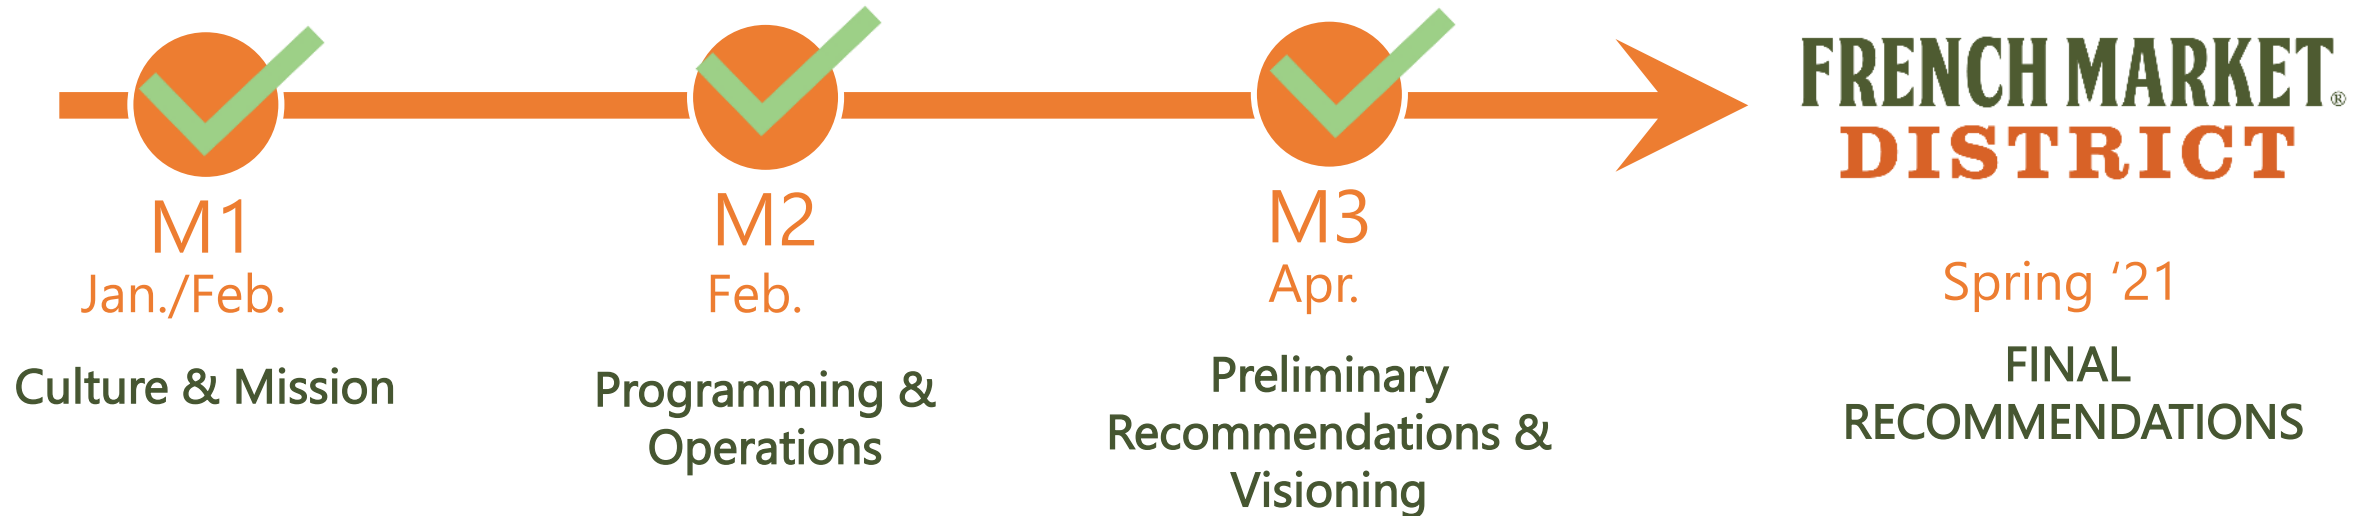 M1
Jan./Feb.
Culture & Mission
M2
Feb.
Programming &
Operations
M3
Apr.
Preliminary
Recommendations &
Visioning
FRENCH MARKET®
DISTRICT
Spring ‘21
FINAL
RECOMMENDATIONS